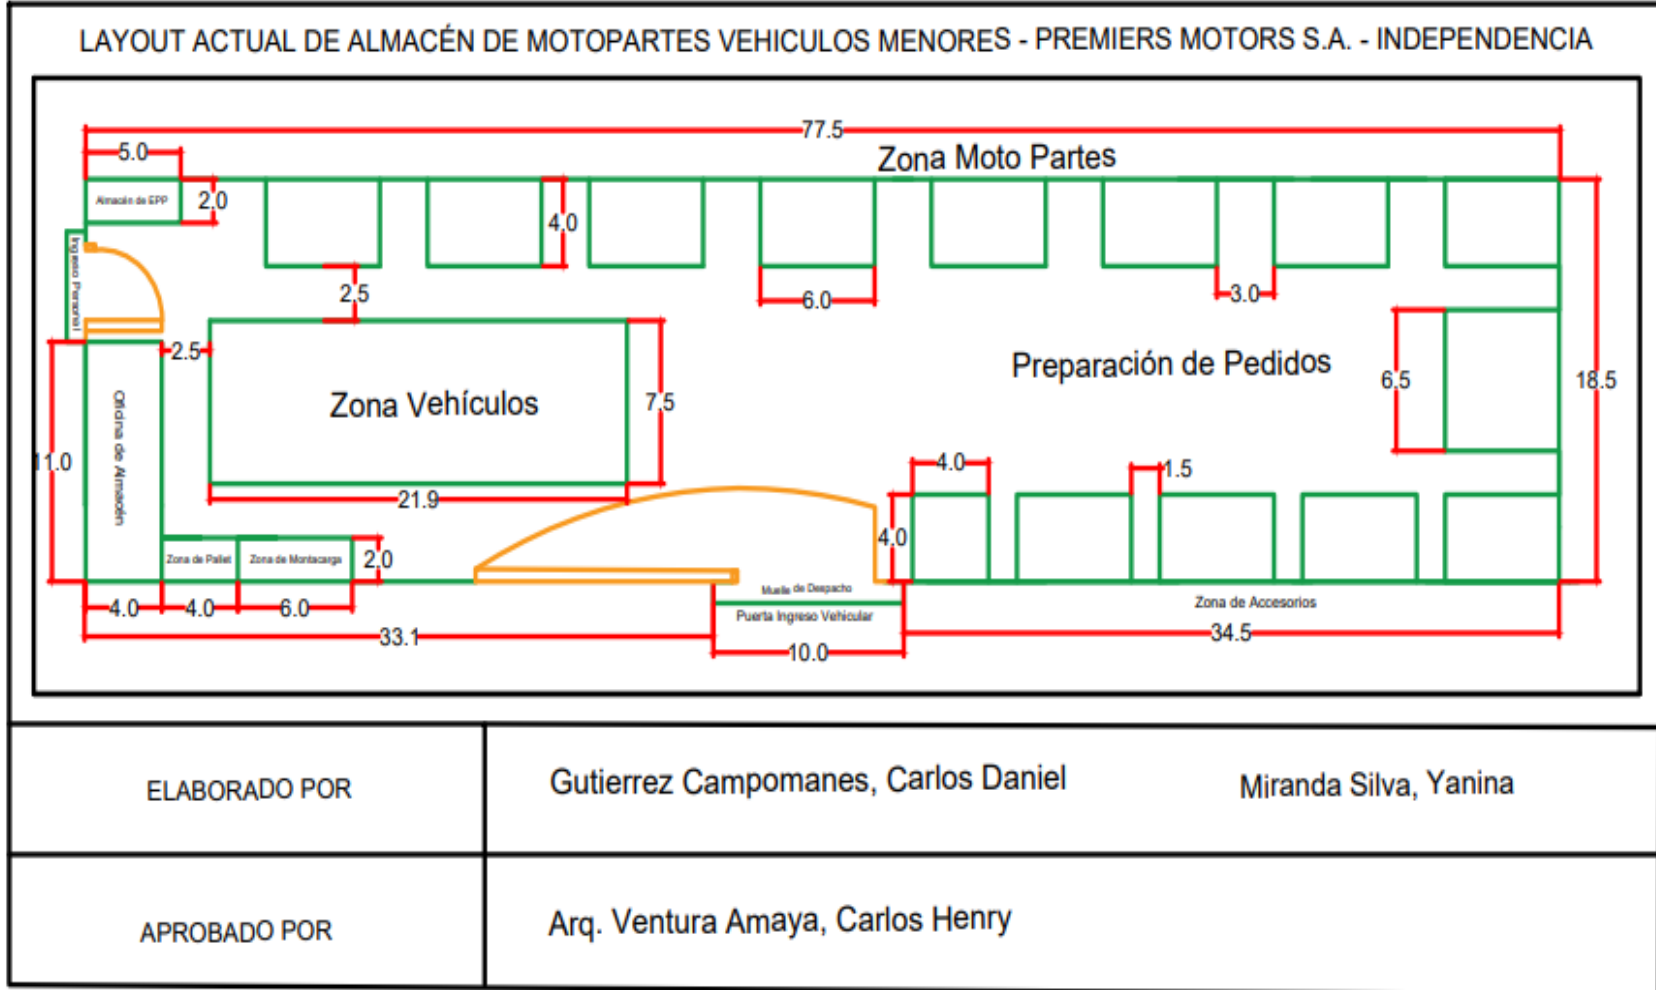 LAYOUT ACTUAL DE ALMACÉN DE MOTOPARTES VEHICULOS MENORES - PREMIERS MOTORS S.A. - INDEPENDENCIA
77.5
5.0
Zona Moto Partes
Almacén de EPP
2.0
4.0
Ingreso Personal
2.5
6.0
3.0
2.5
Zona Vehículos
7.5
Preparación de Pedidos
6.5
18.5
Oficina de Almacén
11.0
21.9
4.0
1.5
4.0
Zona de Pallet
Zona de Montacarga
2.0
Muelle de Despacho
Puerta Ingreso Vehicular
Zona de Accesorios
4.0
4.0
6.0
33.1
10.0
34.5
ELABORADO POR
Gutierrez Campomanes, Carlos Daniel
Miranda Silva, Yanina
APROBADO POR
Arq. Ventura Amaya, Carlos Henry